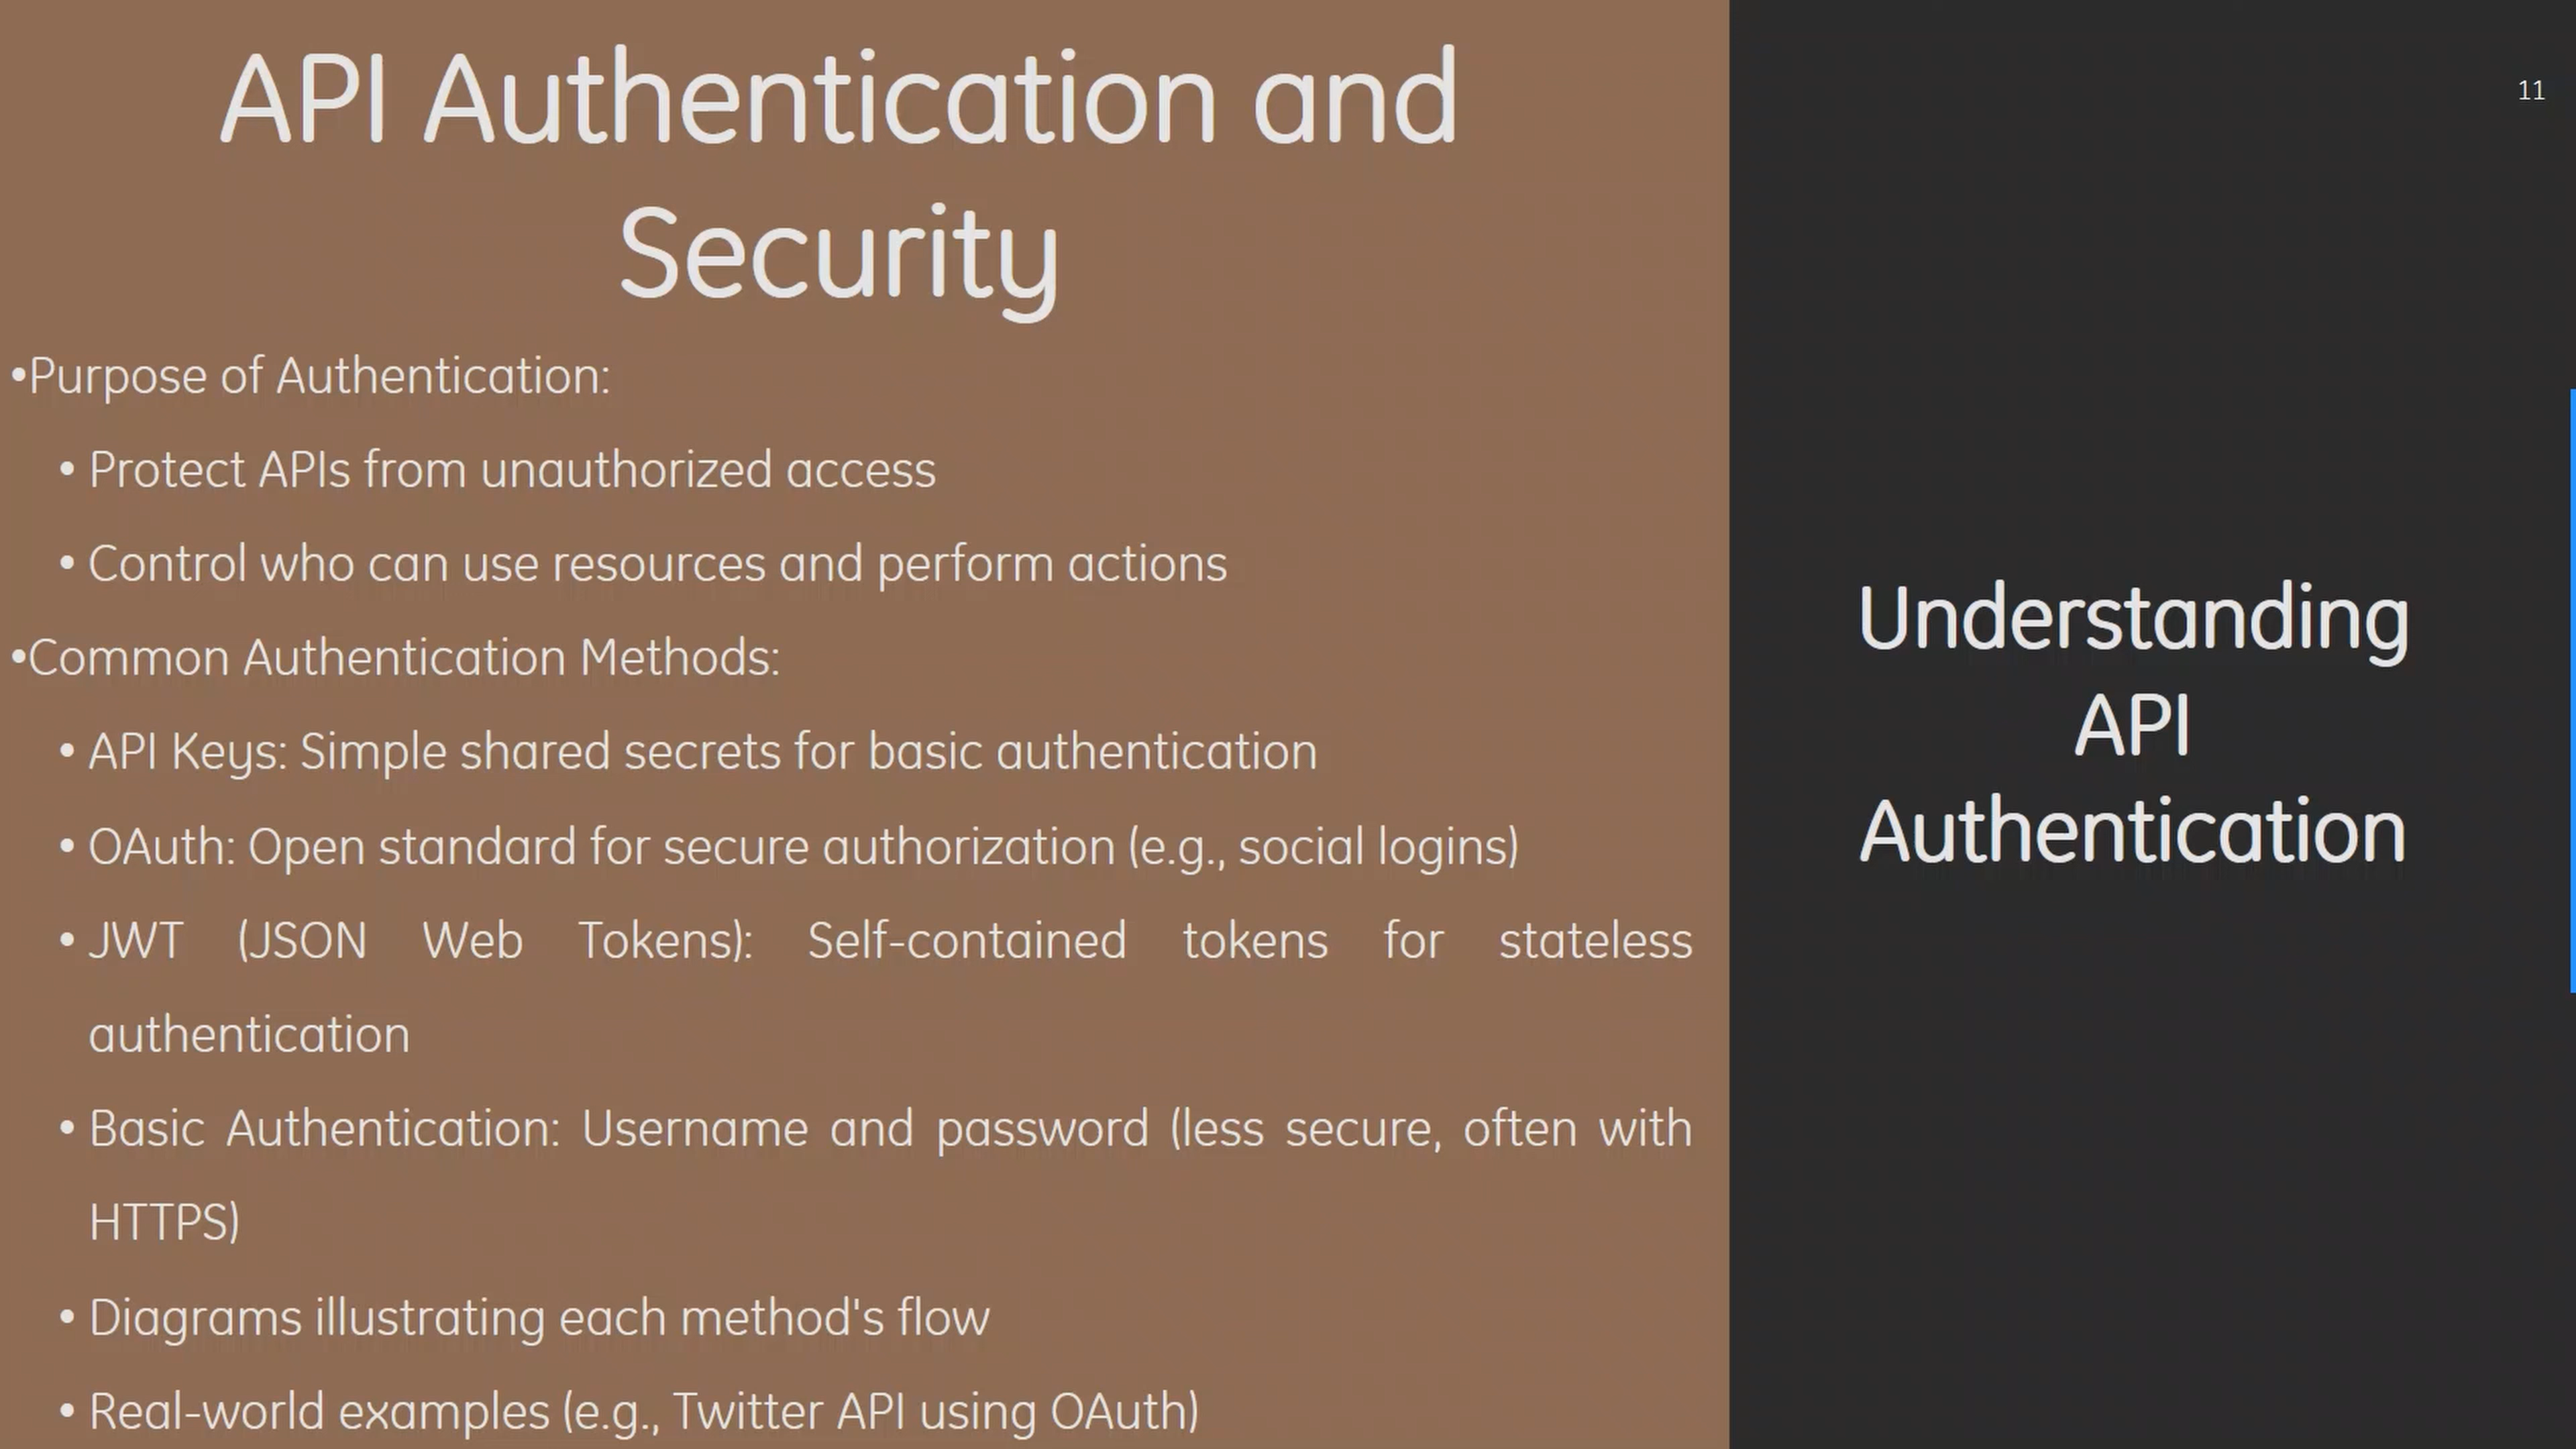 API Authentication and
Security
•Purpose of Authentication:
• Protect APIs from unauthorized access
• Control who can use resources and perform actions
•Common Authentication Methods:
• API Keys: Simple shared secrets for basic authentication
• OAuth: Open standard for secure authorization (e.g., social logins)
• JWT (JSON Web Tokens): Self-contained tokens for stateless
authentication
• Basic Authentication: Username and password (less secure, often with
HTTPS)
• Diagrams illustrating each method's flow
• Real-world examples (e.g., Twitter API using OAuth)
11
Understanding
API
Authentication